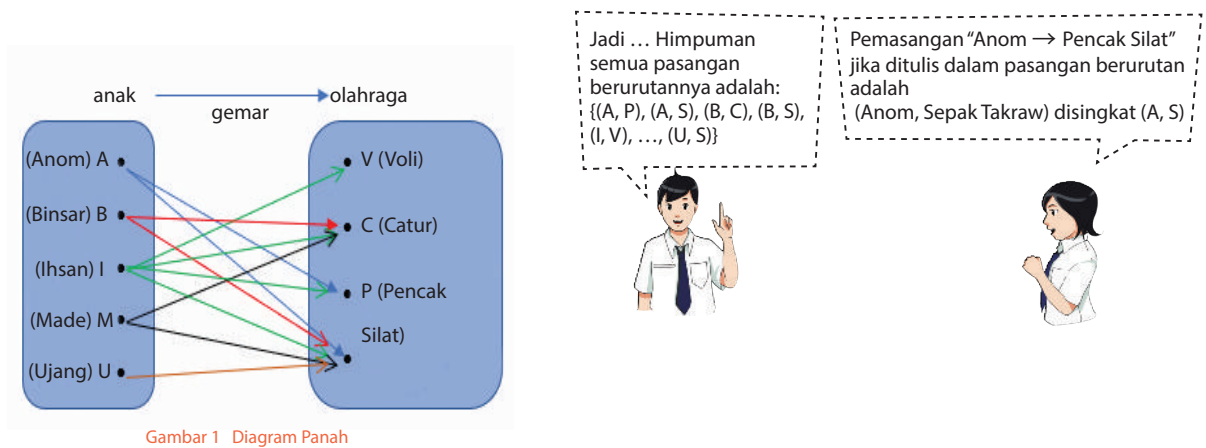 anak
olahraga
gemar
(Anom) A
(Binsar) B
(Ihsan) I
(Made) M
(Ujang) U
V (Voli)
C (Catur)
P (Pencak
Silat)
Gambar 1 Diagram Panah
Jadi … Himpuman
semua pasangan
berurutannya adalah:
{(A, P), (A, S), (B, C), (B, S),
(I, V), …, (U, S)}
Pemasangan “Anom → Pencak Silat”
jika ditulis dalam pasangan berurutan
adalah
(Anom, Sepak Takraw) disingkat (A, S)